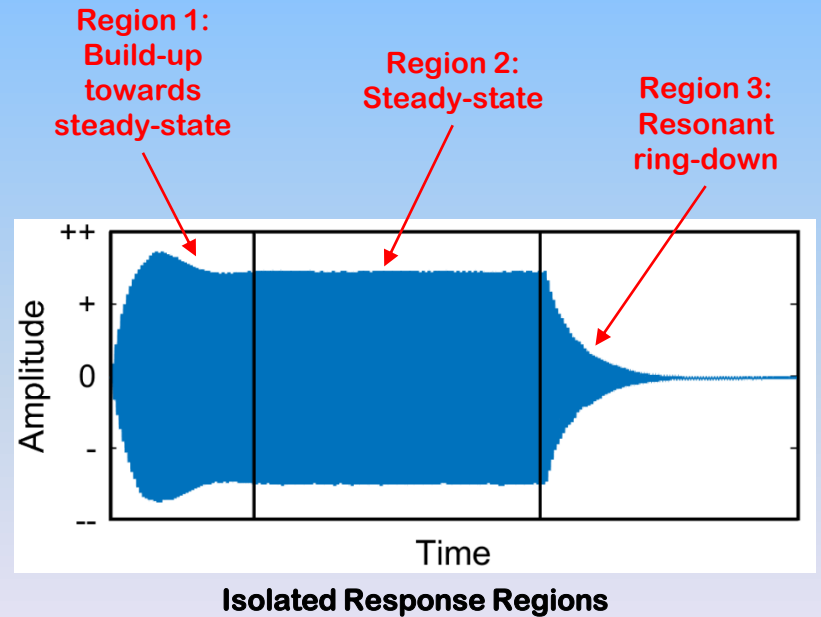 Region 1:
Build-up
towards
steady-state
Region 2:
Steady-state
Region 3:
Resonant
ring-down
++
+
0
-
--
Amplitude
Time
Isolated Response Regions